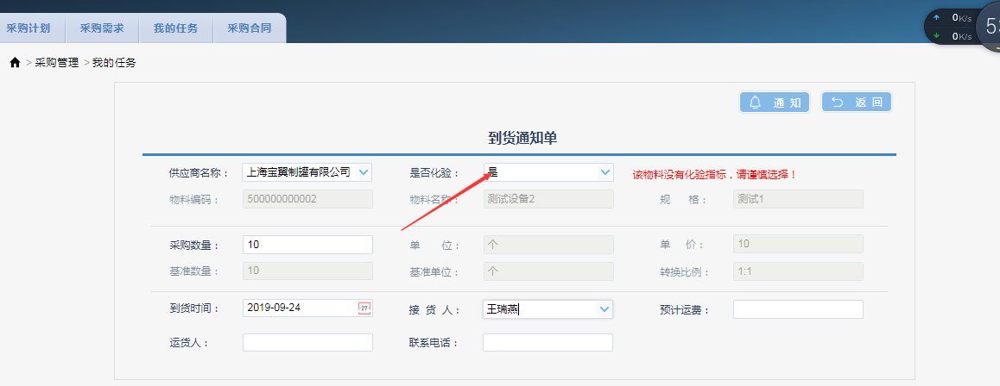 采购计划 采购需求 我的任务 采购合同
0K/s
0K/s
> 采购管理 > 我的任务
通 知 返 回
到货通知单
供应商名称： 上海宝翼制罐有限公司 是否化验： 是 该物料没有化验指标，请谨慎选择！
物料编码： 500000000002 物料名称： 测试设备2 规 格： 测试1
采购数量： 10 单 位： 个 单 价： 10
基准数量： 10 基准单位： 个 转换比例： 1:1
到货时间： 2019-09-24 27 接 货 人： 王瑞燕 预计运费：
运货人： 联系电话：